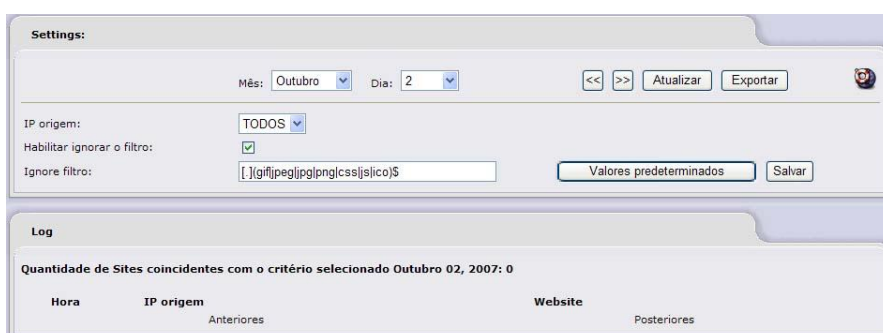 Settings:
Mês: Outubro Dia: 2 << >> Atualizar Exportar
IP origem: TODOS
Habilitar ignorar o filtro:
Ignore filtro: [.](gif|jpeg|jpg|png|css|js|ico)$ Valores predeterminados Salvar
Log
Quantidade de Sites coincidentes com o critério selecionado Outubro 02, 2007: 0
Hora IP origem Website
Anteriores Posteriores